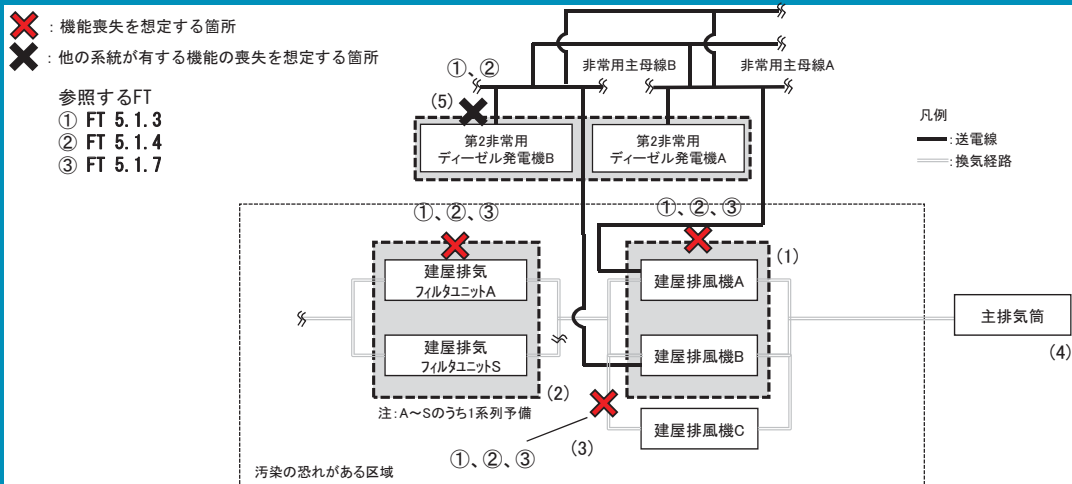 ：機能喪失を想定する箇所
：他の系統が有する機能の喪失を想定する箇所
参照するFT
① FT 5.1.3
② FT 5.1.4
③ FT 5.1.7
非常用主母線B
非常用主母線A
①、②
(5)
第2非常用
ディーゼル発電機B
第2非常用
ディーゼル発電機A
凡例
:送電線
:換気経路
①、②、③
①、②、③
(1)
建屋排気
フィルタユニットA
建屋排風機A
主排気筒
(4)
建屋排気
フィルタユニットS
建屋排風機B
(2)
注：A～Sのうち1系列予備
建屋排風機C
(3)
①、②、③
汚染の恐れがある区域